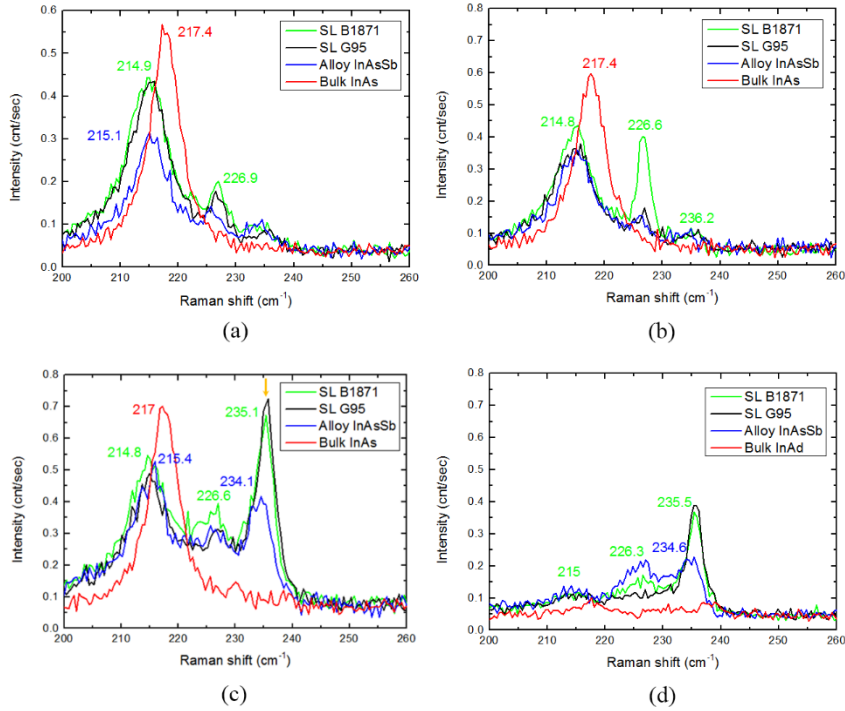 SL B1871
SL G95
Alloy InAsSb
Bulk InAs
217.4
214.9
215.1
226.9
0.6
0.5
0.4
0.3
0.2
0.1
0.0
Intensity (cnt/sec)
200 210 220 230 240 250 260
Raman shift (cm⁻¹)
(a)
SL B1871
SL G95
Alloy InAsSb
Bulk InAs
217.4
214.8
226.6
236.2
0.8
0.7
0.6
0.5
0.4
0.3
0.2
0.1
0.0
Intensity (cnt/sec)
200 210 220 230 240 250 260
Raman shift (cm⁻¹)
(b)
SL B1871
SL G95
Alloy InAsSb
Bulk InAs
217
235.1
214.8
215.4
234.1
226.6
0.8
0.7
0.6
0.5
0.4
0.3
0.2
0.1
0.0
Intensity (cnt/sec)
200 210 220 230 240 250 260
Raman shift (cm⁻¹)
(c)
SL B1871
SL G95
Alloy InAsSb
Bulk InAd
235.5
226.3
234.6
215
0.8
0.7
0.6
0.5
0.4
0.3
0.2
0.1
0.0
Intensity (cnt/sec)
200 210 220 230 240 250 260
Raman shift (cm⁻¹)
(d)